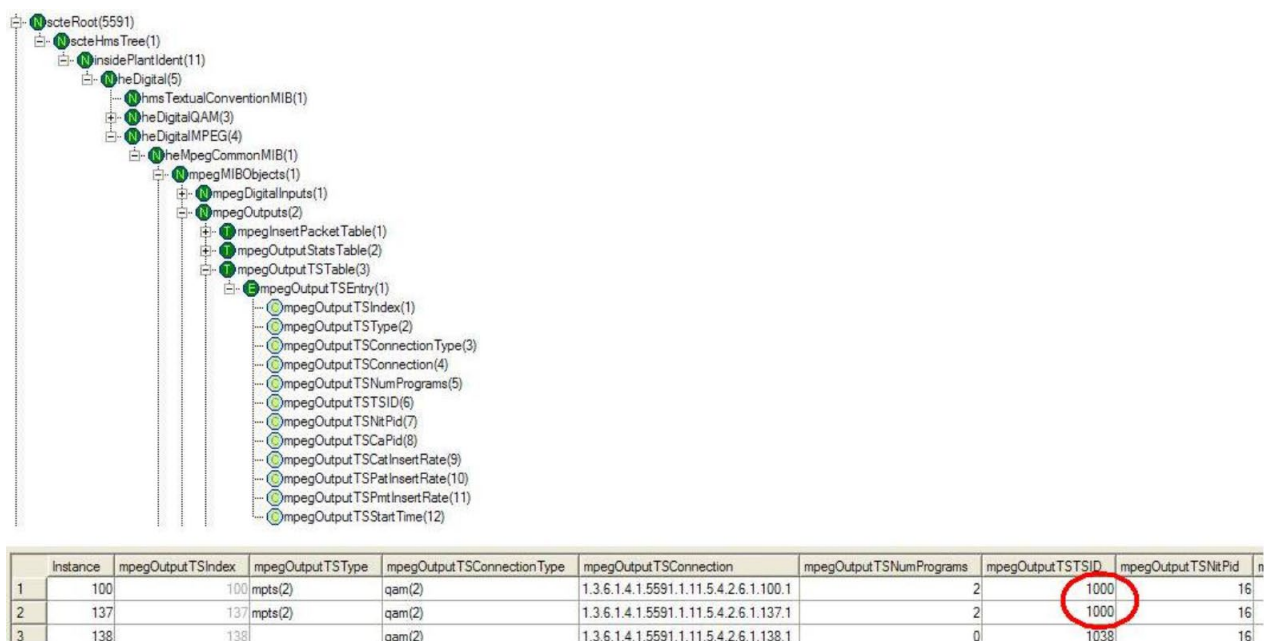 scteRoot(5591)
scteHmsTree(1)
insidePlantIdent(11)
heDigital(5)
hmsTextualConventionMIB(1)
heDigitalQAM(3)
heDigitalMPEG(4)
heMpegCommonMIB(1)
mpegMIBObjects(1)
mpegDigitalInputs(1)
mpegOutputs(2)
mpegInsertPacketTable(1)
mpegOutputStatsTable(2)
mpegOutputTSTable(3)
mpegOutputTSEntry(1)
mpegOutputTSIndex(1)
mpegOutputTSType(2)
mpegOutputTSConnectionType(3)
mpegOutputTSConnection(4)
mpegOutputTSNumPrograms(5)
mpegOutputTSTSID(6)
mpegOutputTSNitPid(7)
mpegOutputTSCaPid(8)
mpegOutputTSCatInsertRate(9)
mpegOutputTSPatInsertRate(10)
mpegOutputTSPmtInsertRate(11)
mpegOutputTSStartTime(12)
Instance mpegOutputTSIndex mpegOutputTSType mpegOutputTSConnectionType mpegOutputTSConnection mpegOutputTSNumPrograms mpegOutputTSTSID mpegOutputTSNitPid
1 100 100 mpts(2) qam(2) 1.3.6.1.4.1.5591.1.11.5.4.2.6.1.100.1 2 1000 16
2 137 137 mpts(2) qam(2) 1.3.6.1.4.1.5591.1.11.5.4.2.6.1.137.1 2 1000 16
3 138 138 qam(2) 1.3.6.1.4.1.5591.1.11.5.4.2.6.1.138.1 0 1038 16